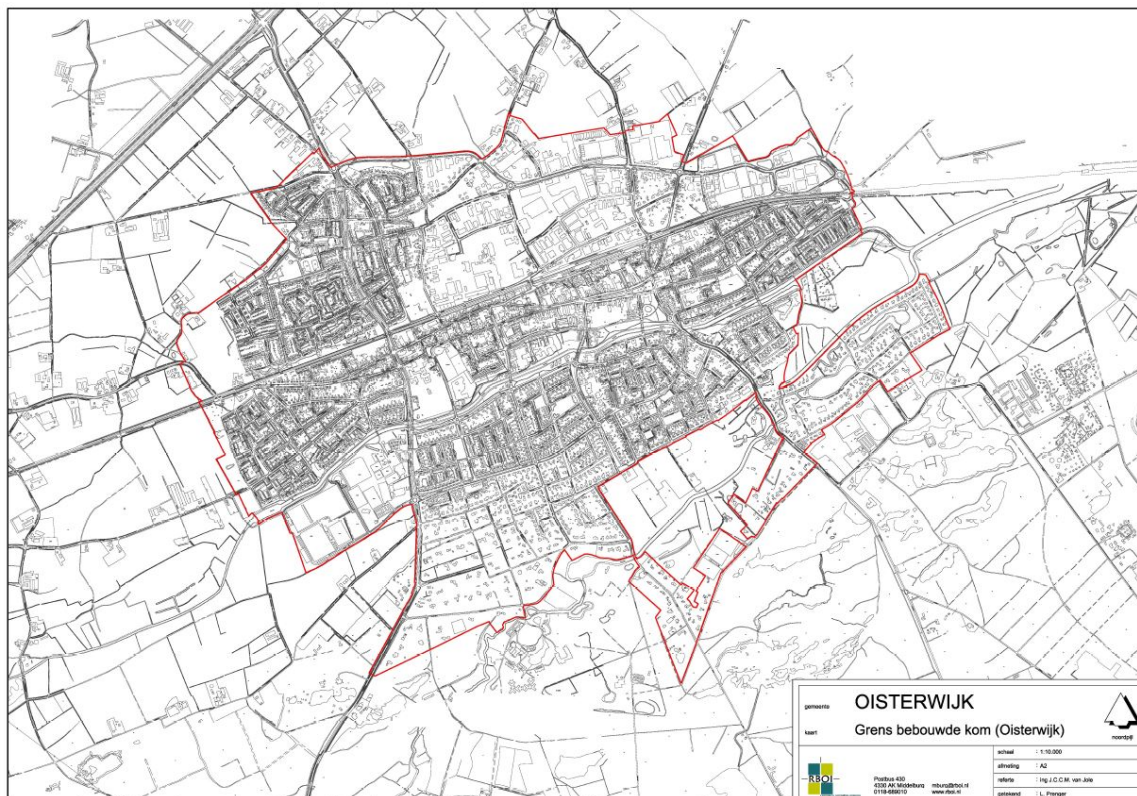 gemeente OISTERWIJK
kaart Grens bebouwde kom (Oisterwijk)
noordpijl
RBOI
Postbus 430
4330 AK Middelburg mburg@rboi.nl
0118-689010 www.rboi.nl
schaal : 1:10.000
afmeting : A2
referte : ing J.C.C.M. van Jole
getekend : L. Pranger